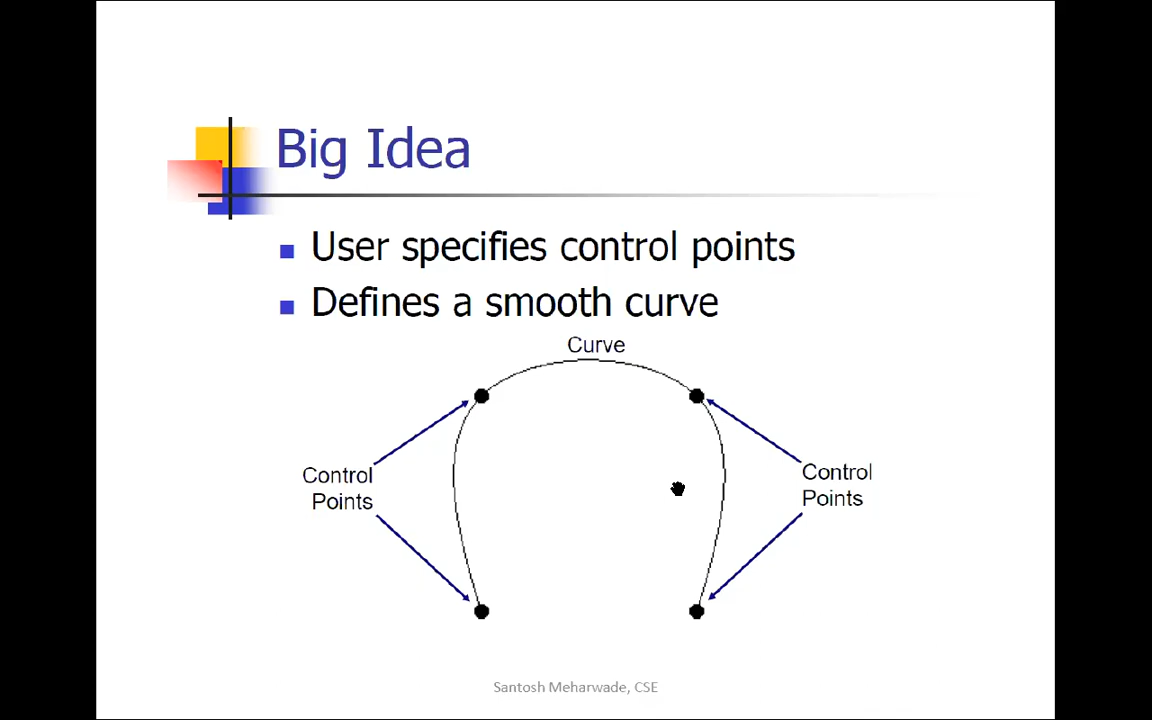 Big Idea
User specifies control points
Defines a smooth curve
Curve
Control
Points
Control
Points
Santosh Meharwade, CSE